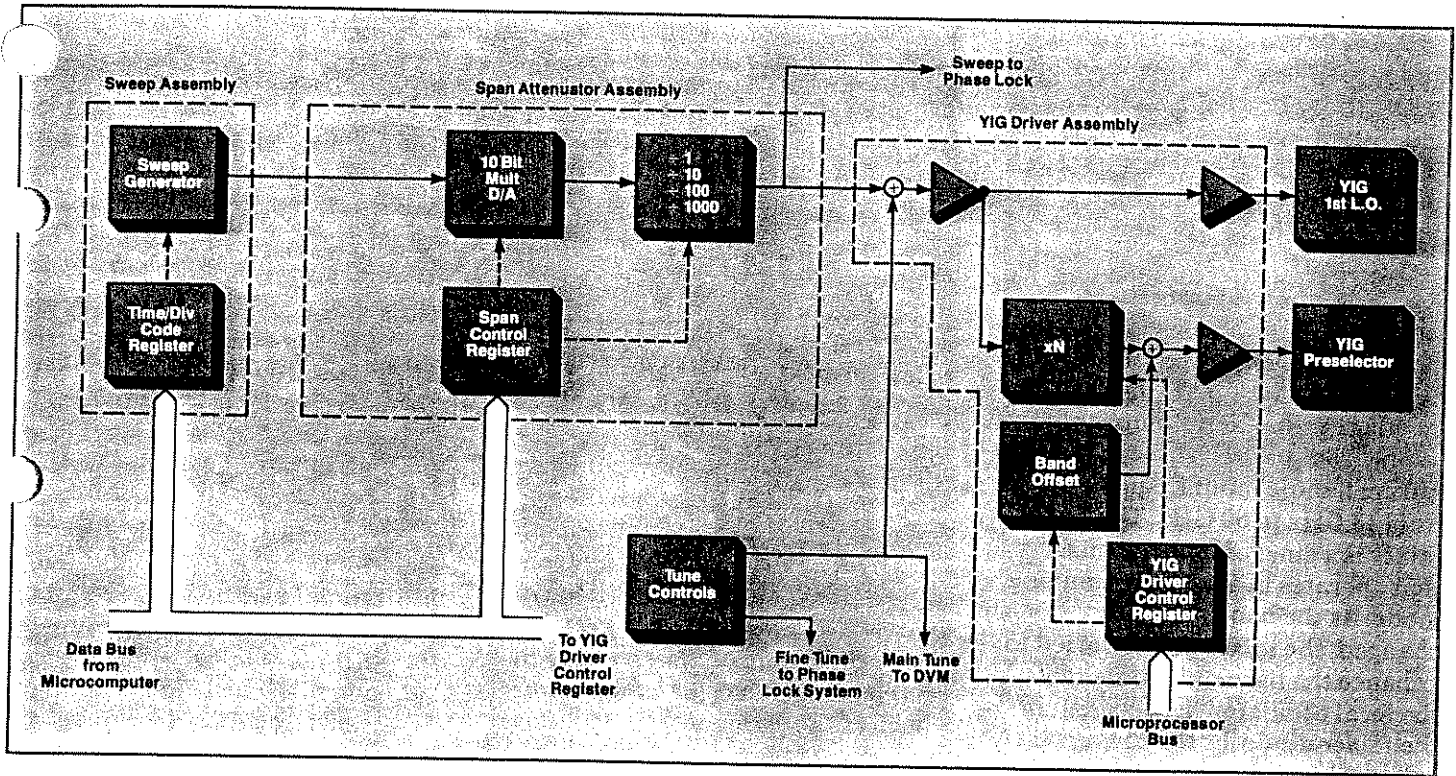 Sweep Assembly
Span Attenuator Assembly
Sweep to
Phase Lock
YIG Driver Assembly
Sweep
Generator
10 Bit
Mult
D/A
÷ 1
÷ 10
÷ 100
÷ 1000
YIG
1st L.O.
Time/Div
Code
Register
Span
Control
Register
xN
YIG
Preselector
Band
Offset
Tune
Controls
YIG
Driver
Control
Register
Data Bus
from
Microcomputer
To YIG
Driver
Control
Register
Fine Tune
to Phase
Lock System
Main Tune
To DVM
Microprocessor
Bus